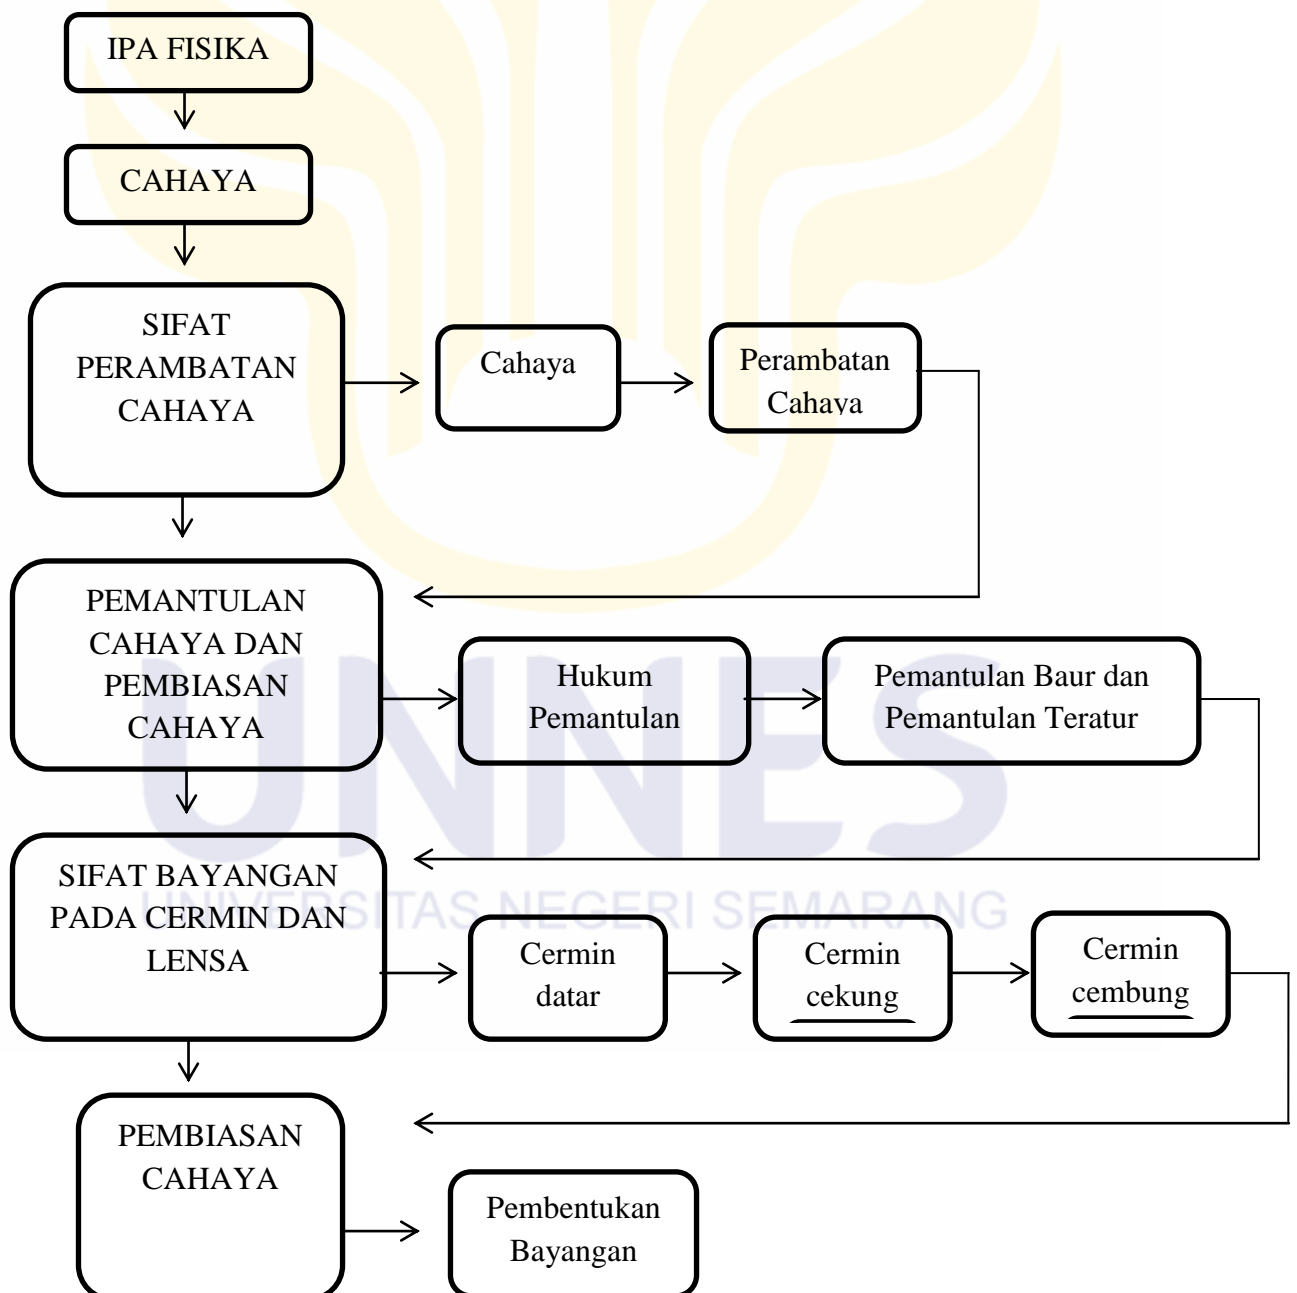 IPA FISIKA
CAHAYA
SIFAT
PERAMBATAN
CAHAYA
Cahaya
Perambatan
Cahaya
PEMANTULAN
CAHAYA DAN
PEMBIASAN
CAHAYA
Hukum
Pemantulan
Pemantulan Baur dan
Pemantulan Teratur
UNNES
UNIVERSITAS NEGERI SEMARANG
SIFAT BAYANGAN
PADA CERMIN DAN
LENSA
Cermin
datar
Cermin
cekung
Cermin
cembung
PEMBIASAN
CAHAYA
Pembentukan
Bayangan